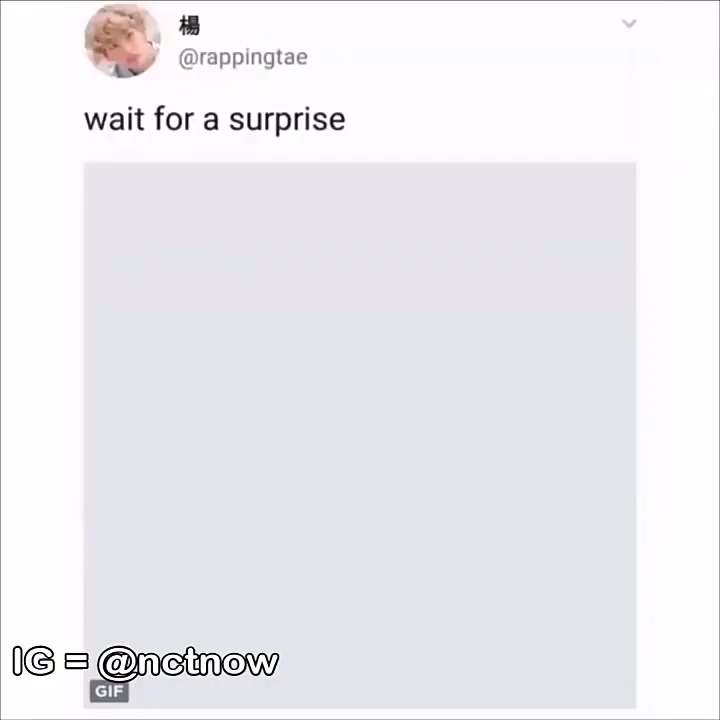 楊
@rappingtae
wait for a surprise
IG = @nctnow
GIF